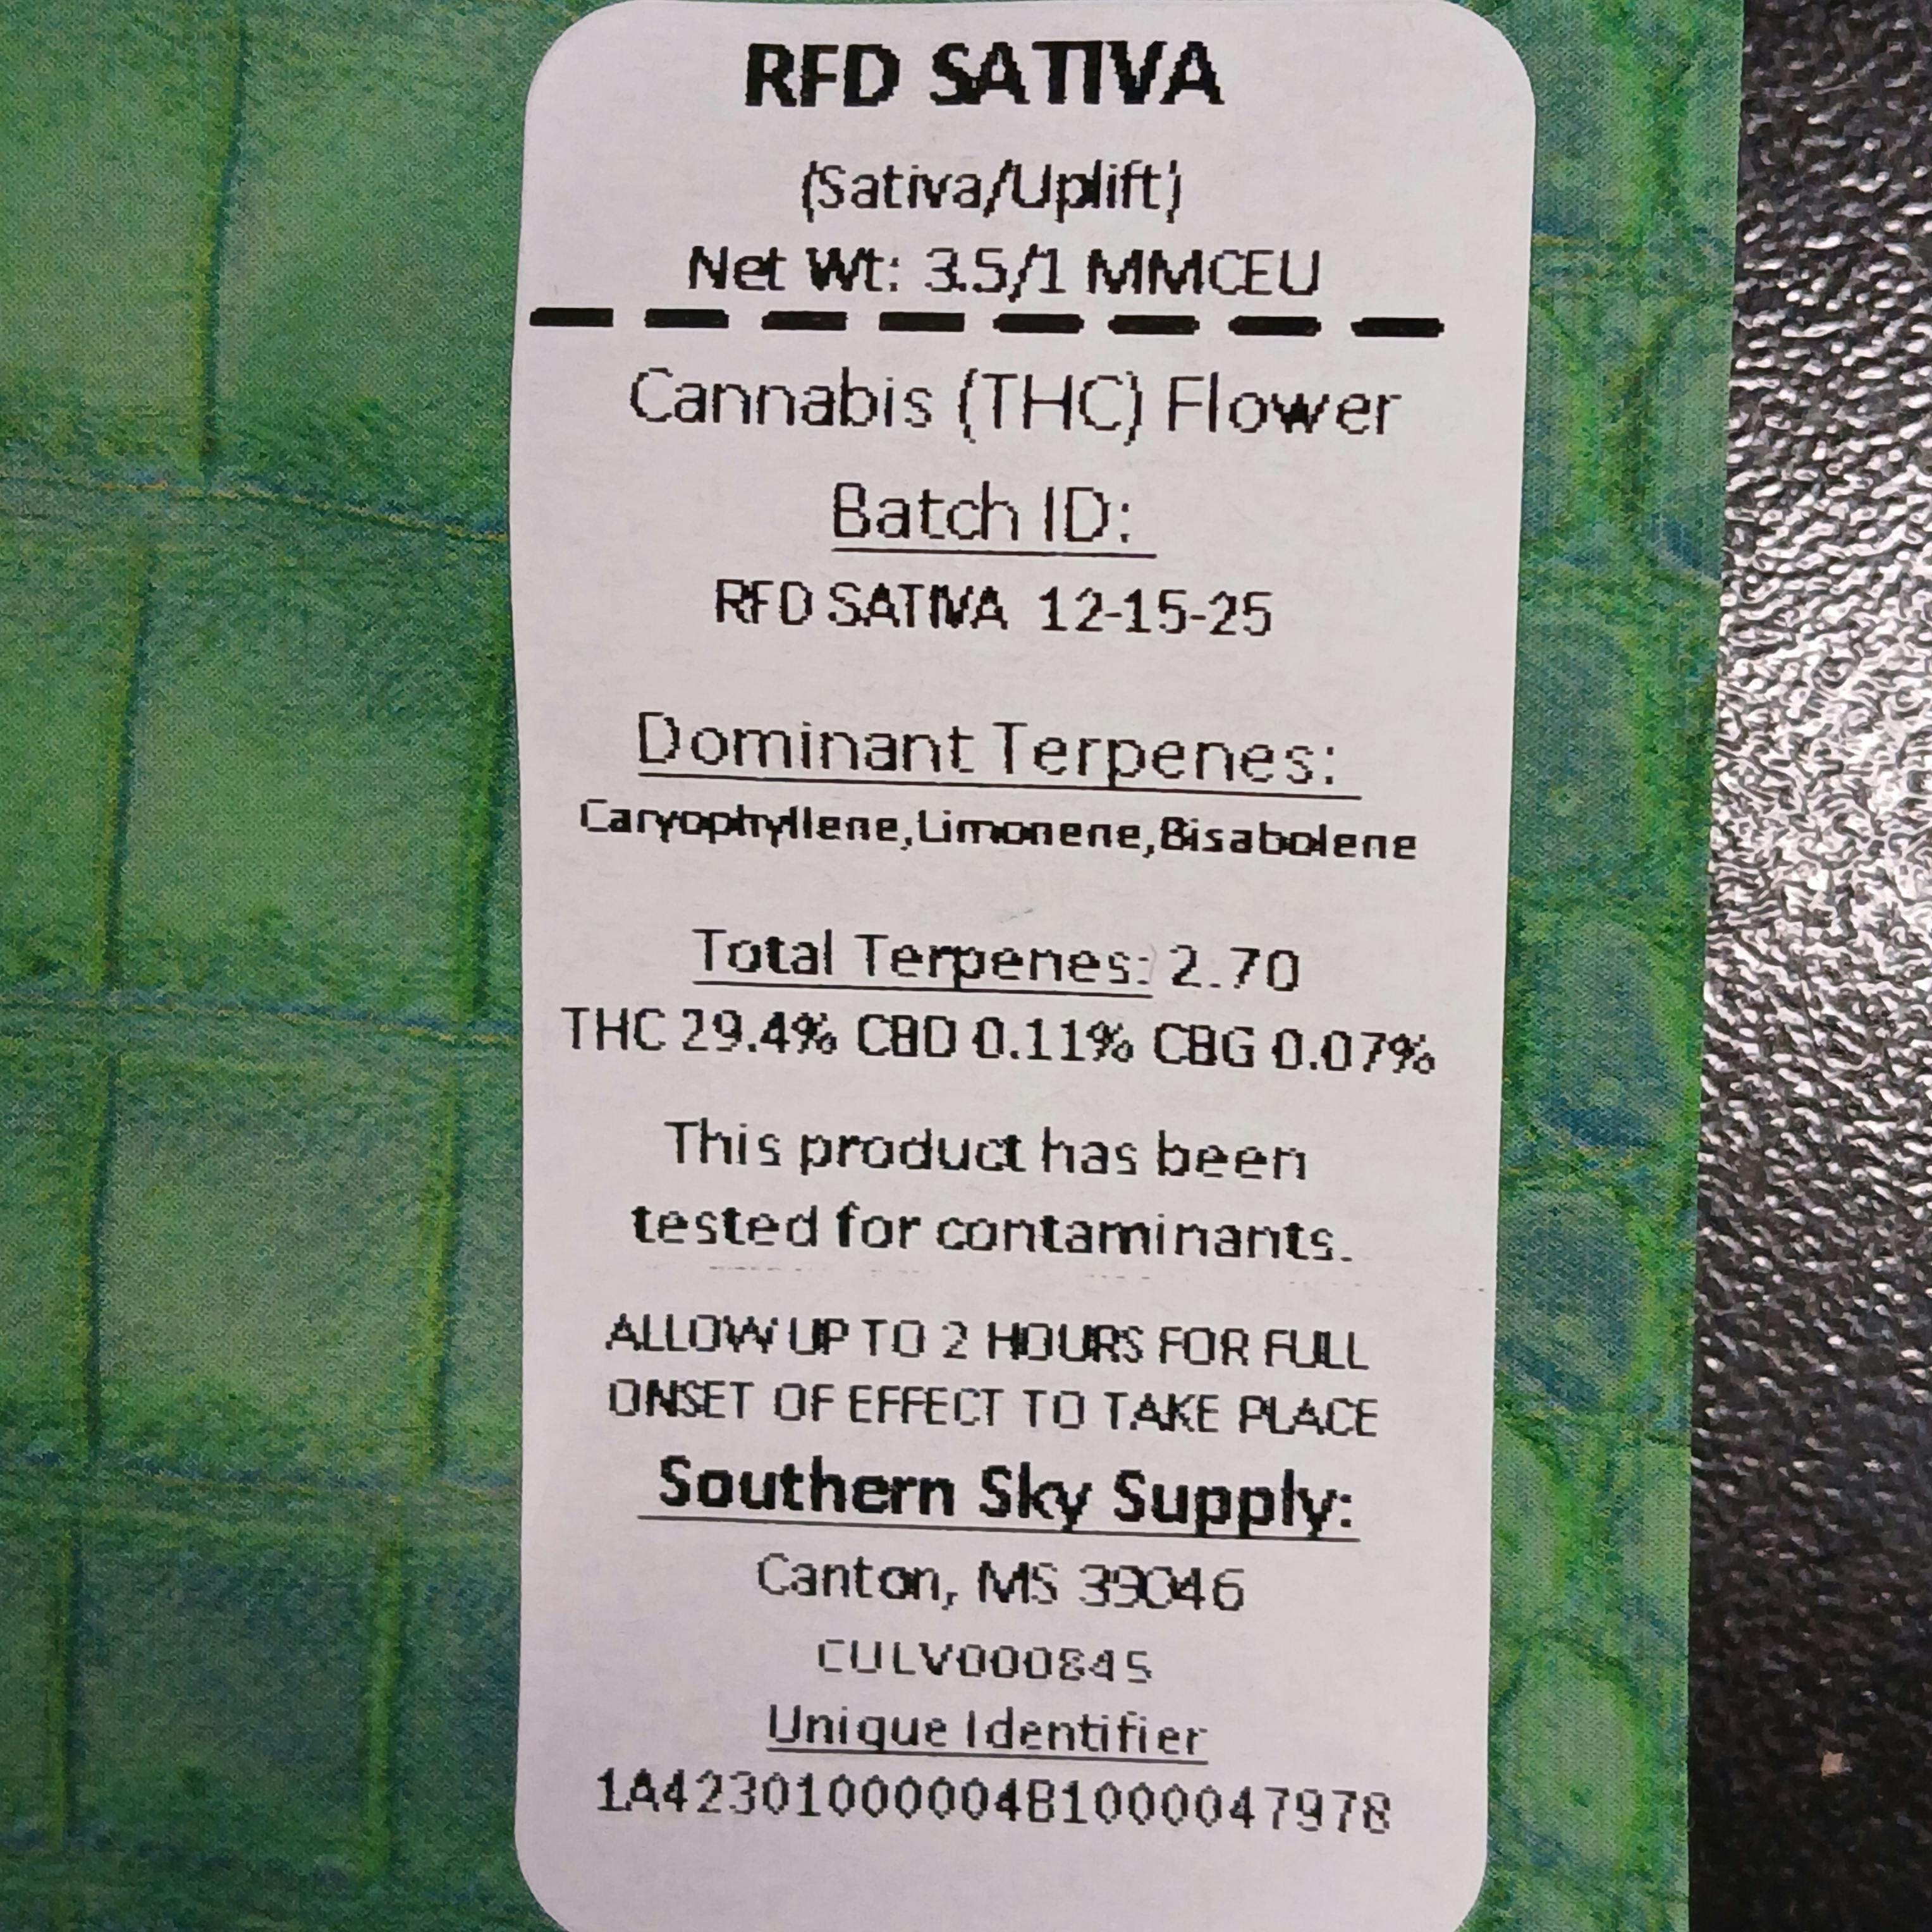 RFD SATIVA
(Sativa/Uplift)
Net Wt: 3.5/1 MMCEU
Cannabis (THC) Flower
Batch ID:
RFD SATIVA 12-15-25
Dominant Terpenes:
Caryophyllene,Limonene,Bisabolene
Total Terpenes: 2.70
THC 29.4% CBD 0.11% CBG 0.07%
This product has been
tested for contaminants.
ALLOW UP TO 2 HOURS FOR FULL
ONSET OF EFFECT TO TAKE PLACE
Southern Sky Supply:
Canton, MS 39046
CULV000845
Unique Identifier
1A42301000004B1000047978